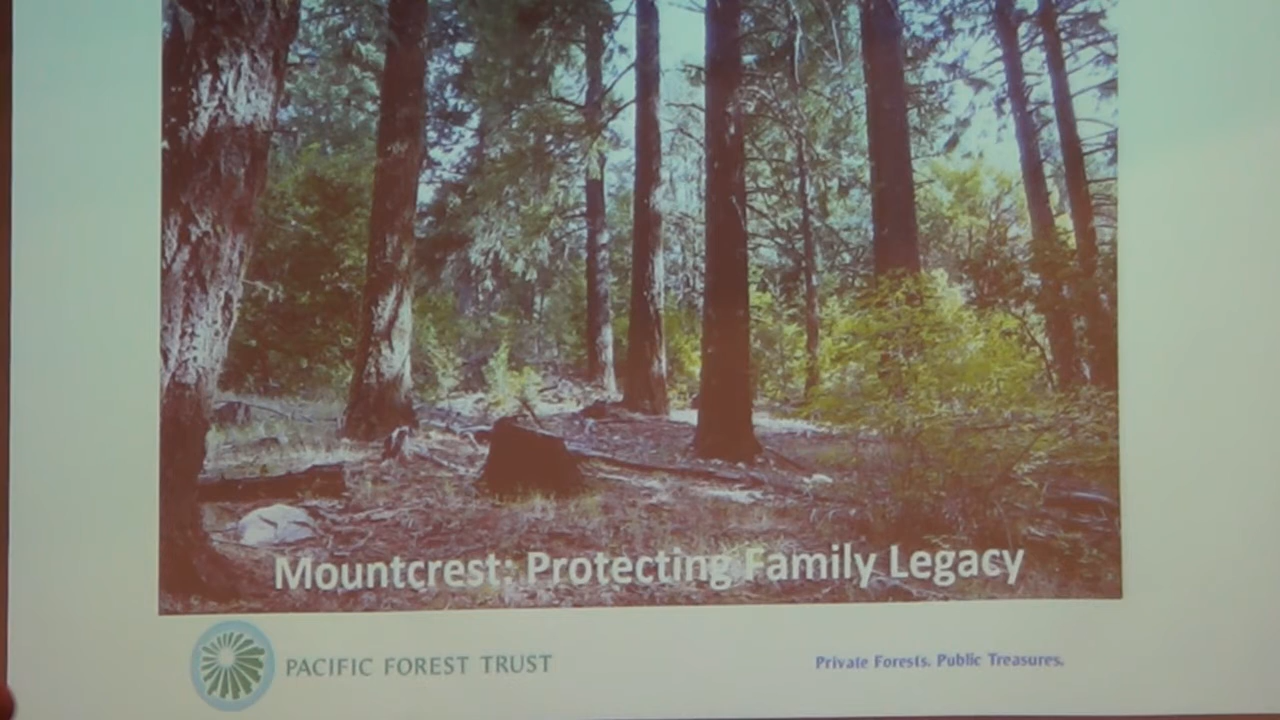 Mountcrest: Protecting Family Legacy
PACIFIC FOREST TRUST
Private Forests. Public Treasures.